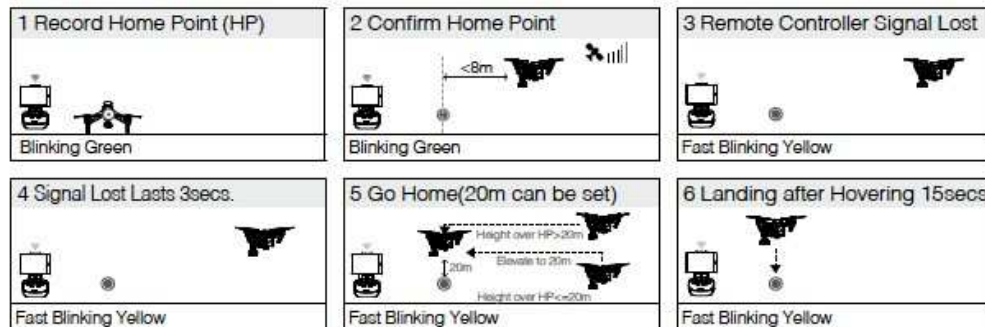 1 Record Home Point (HP)
Blinking Green
2 Confirm Home Point
<8m
H
Blinking Green
3 Remote Controller Signal Lost
Fast Blinking Yellow
4 Signal Lost Lasts 3secs.
Fast Blinking Yellow
5 Go Home(20m can be set)
Height over HP>20m
Elevate to 20m
20m
Height over HP<=20m
Fast Blinking Yellow
6 Landing after Hovering 15secs
Fast Blinking Yellow